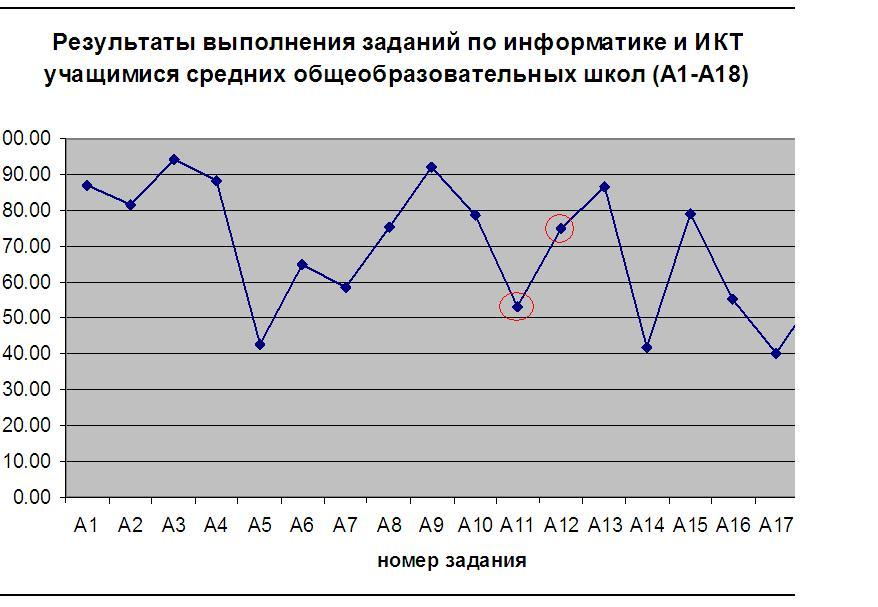 Результаты выполнения заданий по информатике и ИКТ
учащимися средних общеобразовательных школ (А1-А18)
00.00
90.00
80.00
70.00
60.00
50.00
40.00
30.00
20.00
10.00
0.00
А1 А2 А3 А4 А5 А6 А7 А8 А9 А10 А11 А12 А13 А14 А15 А16 А17
номер задания